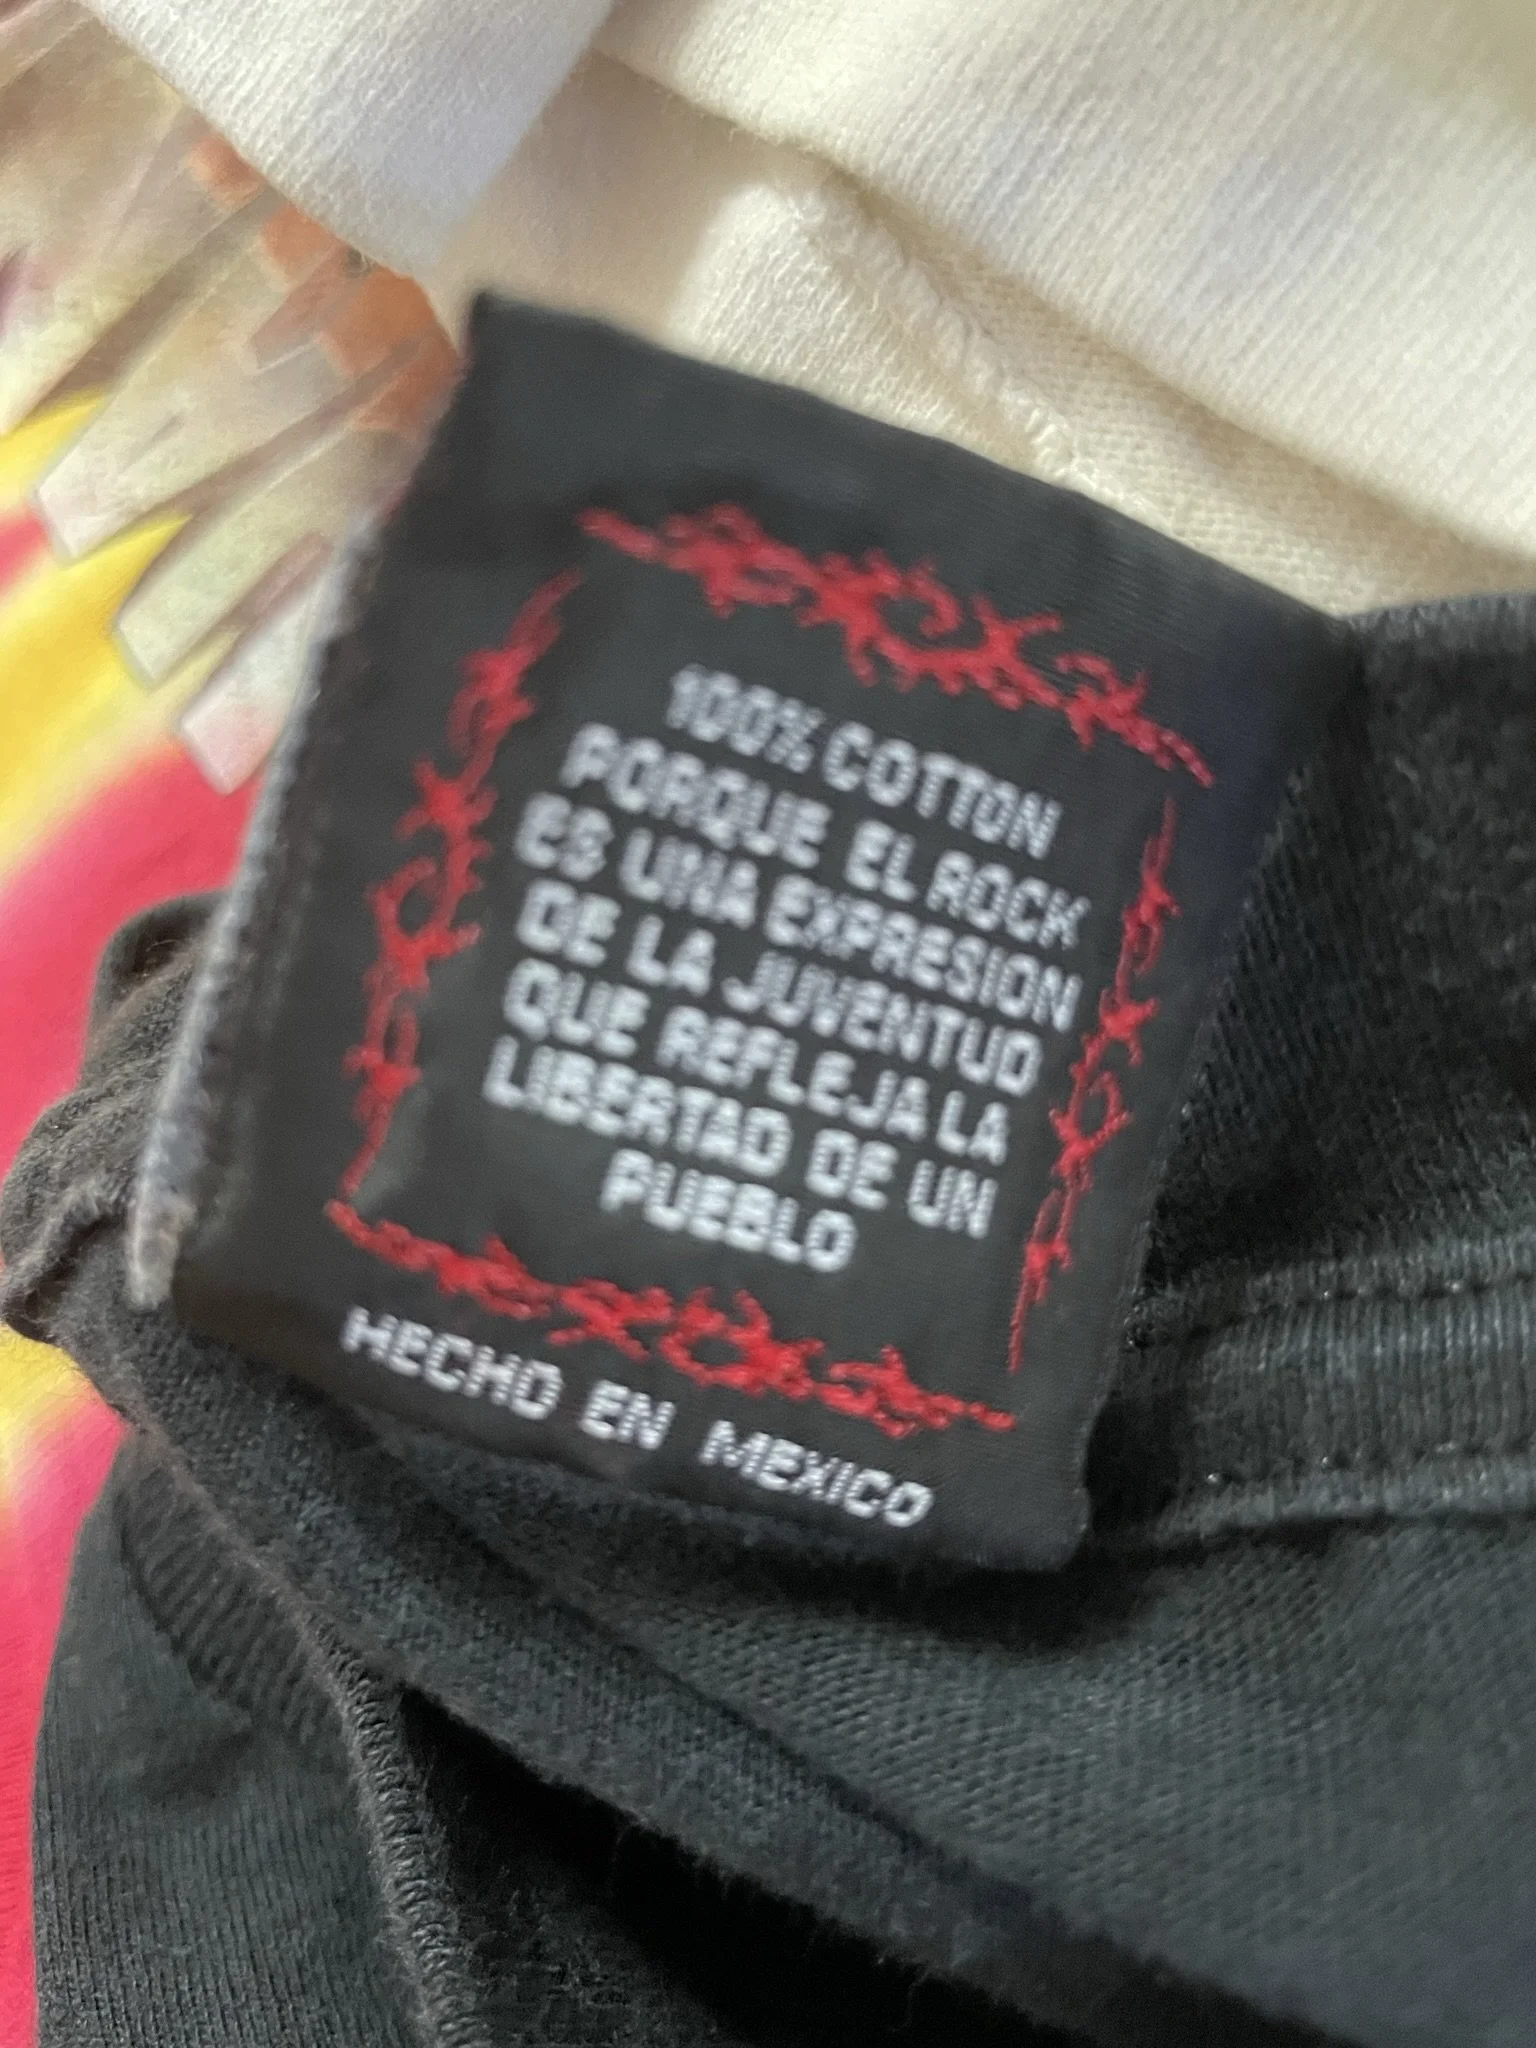 100% COTTON
PORQUE EL ROCK
ES UNA EXPRESION
DE LA JUVENTUD
QUE REFLEJA LA
LIBERTAD DE UN
PUEBLO
HECHO EN MEXICO